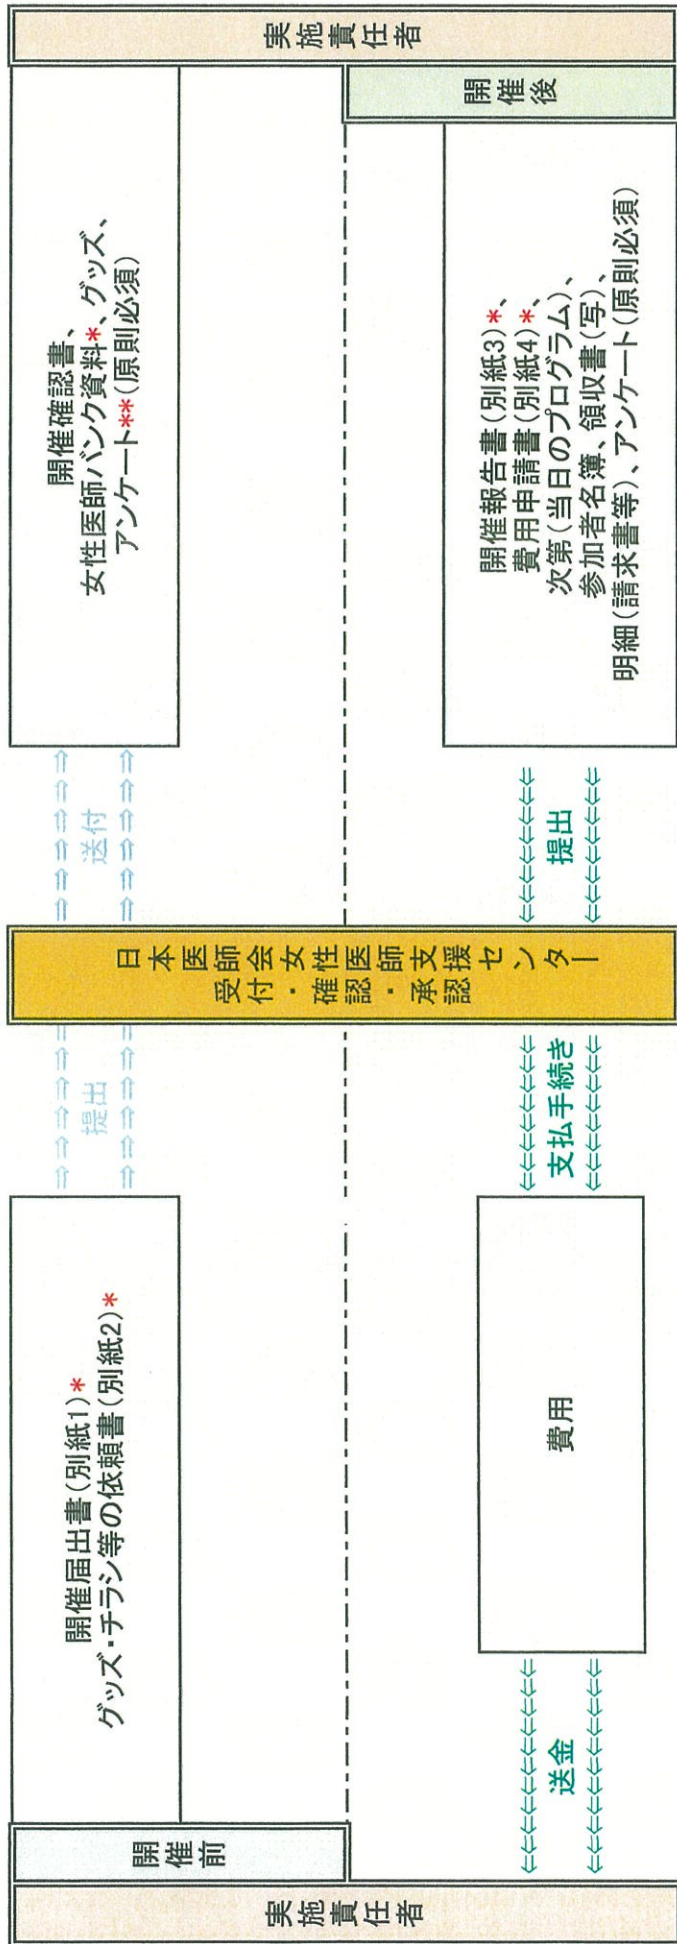 実施責任者
開催前
開催届出書(別紙1)*
グッズ・チラシ等の依頼書(別紙2)*
提出
日本医師会女性医師支援センター
受付・確認・承認
送付
開催確認書、
女性医師バンク資料*、グッズ、
アンケート**(原則必須)
実施責任者
開催後
開催報告書(別紙3)*、
費用申請書(別紙4)*、
次第(当日のプログラム)、
参加者名簿、領収書(写)、
明細(請求書等)、アンケート(原則必須)
提出
支払手続き
費用
送金